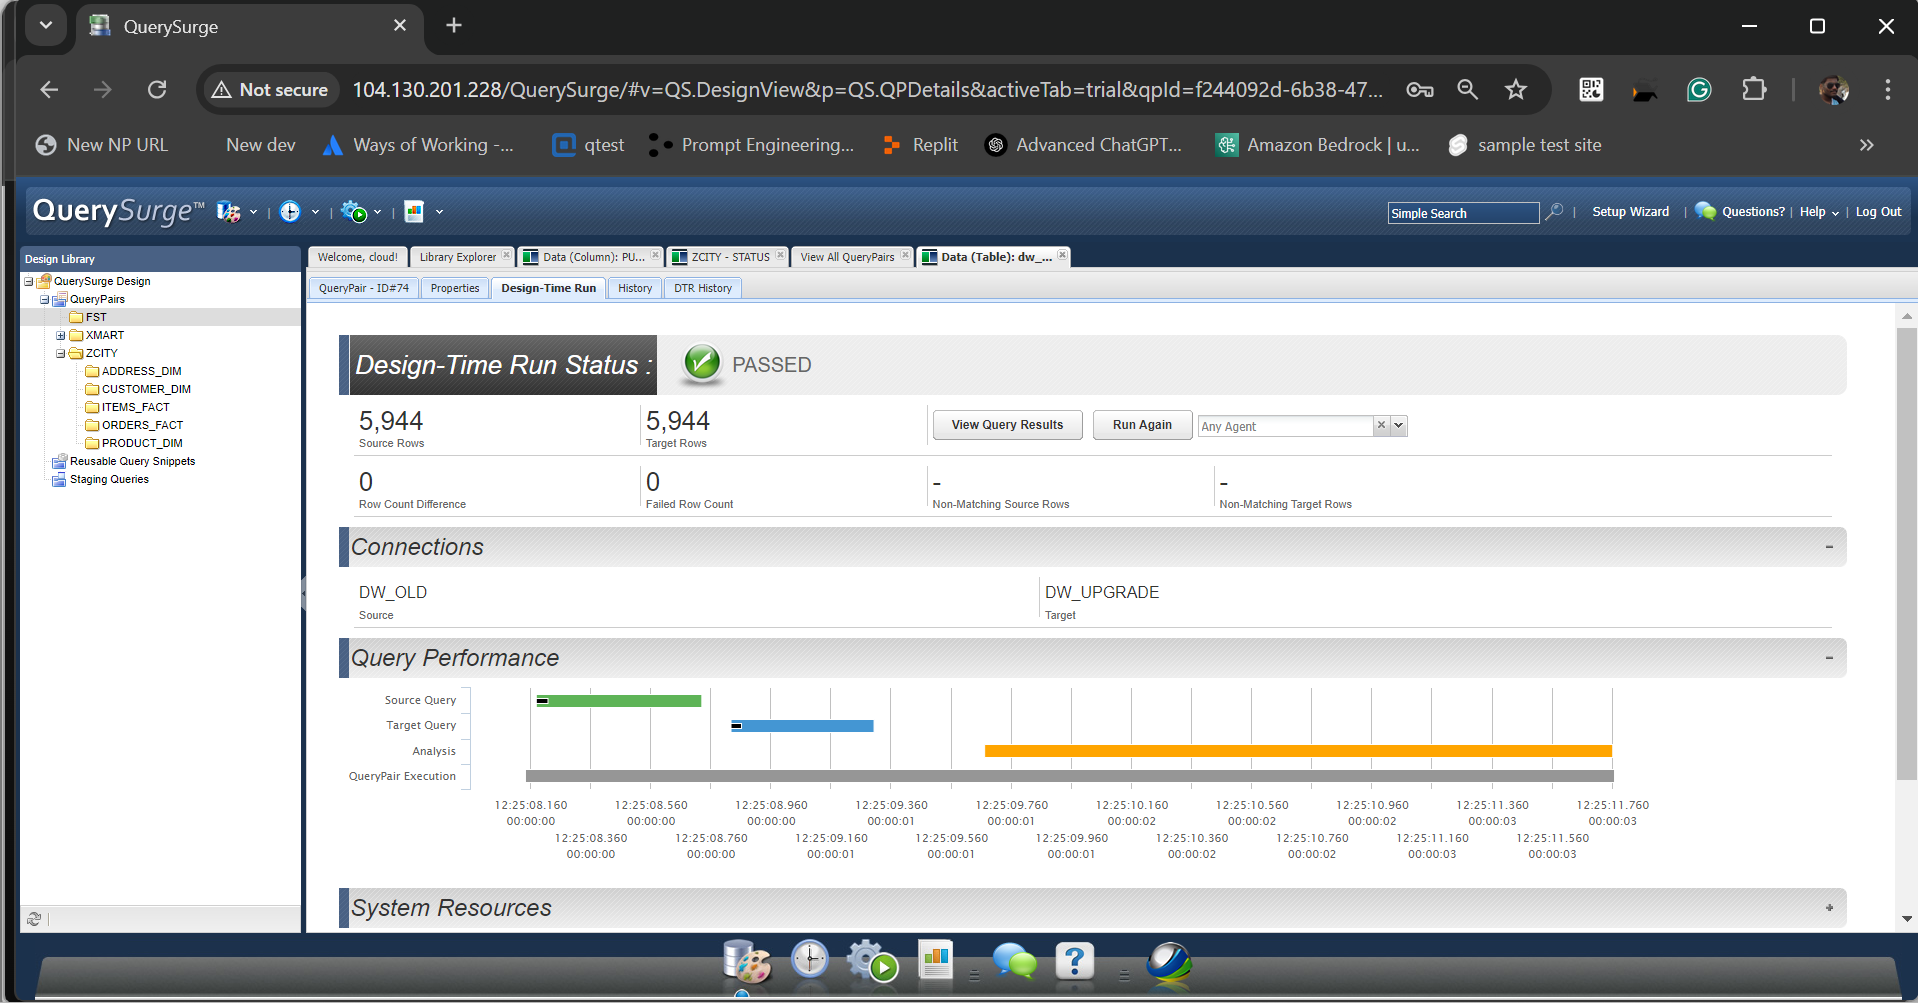 QuerySurge
Not secure
104.130.201.228/QuerySurge/#v=QS.DesignView&p=QS.QPDetails&activeTab=trial&qpId=f244092d-6b38-47...
New NP URL
New dev
Ways of Working -...
qtest
Prompt Engineering...
Replit
Advanced ChatGPT...
Amazon Bedrock | u...
sample test site
QuerySurge™
Simple Search
Setup Wizard
Questions?
Help
Log Out
Design Library
Welcome, cloud!
Library Explorer
Data (Column): PU...
ZCITY - STATUS
View All QueryPairs
Data (Table): dw_...
QuerySurge Design
QueryPairs
FST
XMART
ZCITY
ADDRESS_DIM
CUSTOMER_DIM
ITEMS_FACT
ORDERS_FACT
PRODUCT_DIM
Reusable Query Snippets
Staging Queries
QueryPair - ID#74
Properties
Design-Time Run
History
DTR History
Design-Time Run Status :
PASSED
5,944
Source Rows
5,944
Target Rows
View Query Results
Run Again
Any Agent
0
Row Count Difference
0
Failed Row Count
-
Non-Matching Source Rows
-
Non-Matching Target Rows
Connections
DW_OLD
Source
DW_UPGRADE
Target
Query Performance
Source Query
Target Query
Analysis
QueryPair Execution
12:25:08.160 12:25:08.560 12:25:08.960 12:25:09.360 12:25:09.760 12:25:10.160 12:25:10.560 12:25:10.960 12:25:11.360 12:25:11.760
00:00:00 00:00:00 00:00:00 00:00:01 00:00:01 00:00:02 00:00:02 00:00:02 00:00:03 00:00:03
12:25:08.360 12:25:08.760 12:25:09.160 12:25:09.560 12:25:09.960 12:25:10.360 12:25:10.760 12:25:11.160 12:25:11.560
00:00:00 00:00:00 00:00:01 00:00:01 00:00:01 00:00:02 00:00:02 00:00:03 00:00:03
System Resources